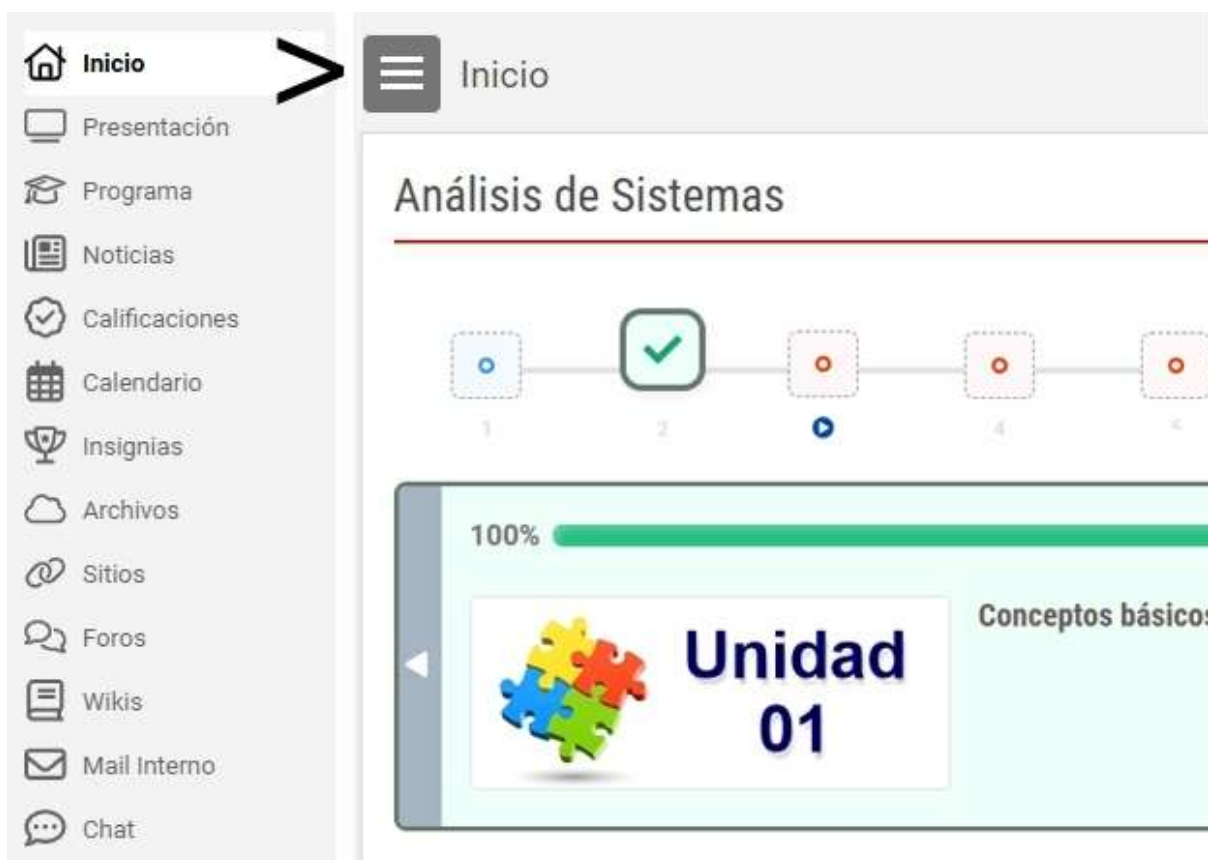 Inicio
Presentación
Programa
Noticias
Calificaciones
Calendario
Insignias
Archivos
Sitios
Foros
Wikis
Mail Interno
Chat
>
Inicio
Análisis de Sistemas
1
2
4
100%
Unidad
01
Conceptos básicos